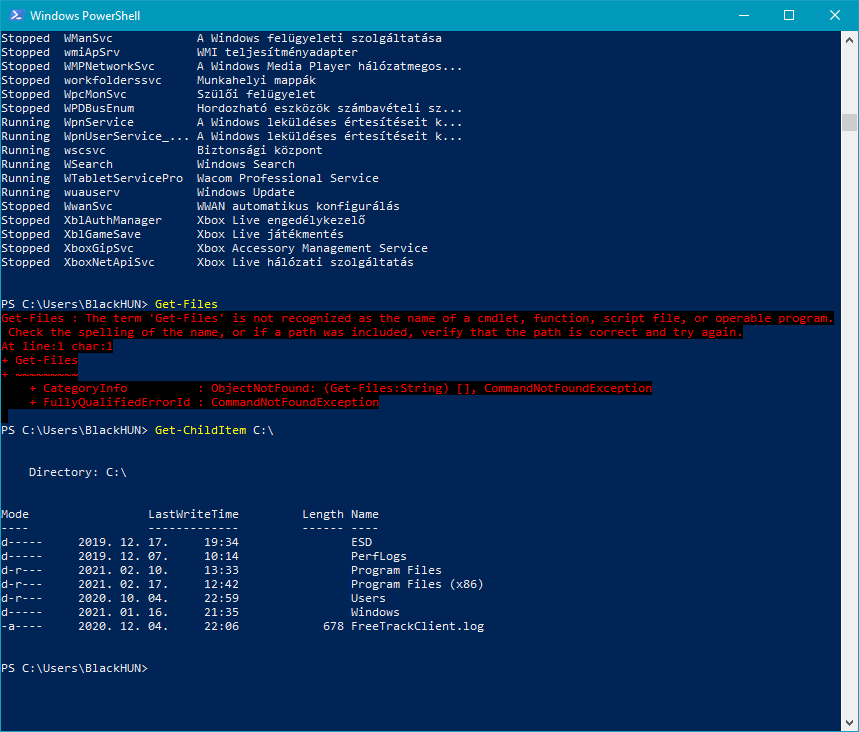 Windows PowerShell
Stopped  WManSvc            A Windows felügyeleti szolgáltatása
Stopped  wmiApSrv           WMI teljesítményadapter
Stopped  WMPNetworkSvc      A Windows Media Player hálózatmegos...
Stopped  workfolderssvc     Munkahelyi mappák
Stopped  WpcMonSvc          Szülői felügyelet
Stopped  WPDBusEnum         Hordozható eszközök számbavételi sz...
Running  WpnService         A Windows leküldéses értesítéseit k...
Running  WpnUserService_... A Windows leküldéses értesítéseit k...
Running  wscsvc             Biztonsági központ
Running  WSearch            Windows Search
Running  WTabletServicePro  Wacom Professional Service
Running  wuauserv           Windows Update
Stopped  WwanSvc            WWAN automatikus konfigurálás
Stopped  XblAuthManager     Xbox Live engedélykezelő
Stopped  XblGameSave        Xbox Live játékmentés
Stopped  XboxGipSvc         Xbox Accessory Management Service
Stopped  XboxNetApiSvc      Xbox Live hálózati szolgáltatás
PS C:\Users\BlackHUN> Get-Files
Get-Files : The term 'Get-Files' is not recognized as the name of a cmdlet, function, script file, or operable program.
 Check the spelling of the name, or if a path was included, verify that the path is correct and try again.
At line:1 char:1
+ Get-Files
+ ~~~~~~~~~
    + CategoryInfo          : ObjectNotFound: (Get-Files:String) [], CommandNotFoundException
    + FullyQualifiedErrorId : CommandNotFoundException
PS C:\Users\BlackHUN> Get-ChildItem C:\
    Directory: C:\
Mode                 LastWriteTime         Length Name
----                 -------------         ------ ----
d-----     2019. 12. 17.     19:34                ESD
d-----     2019. 12. 07.     10:14                PerfLogs
d-r---     2021. 02. 10.     13:33                Program Files
d-r---     2021. 02. 17.     12:42                Program Files (x86)
d-r---     2020. 10. 04.     22:59                Users
d-----     2021. 01. 16.     21:35                Windows
-a----     2020. 12. 04.     22:06            678 FreeTrackClient.log
PS C:\Users\BlackHUN>